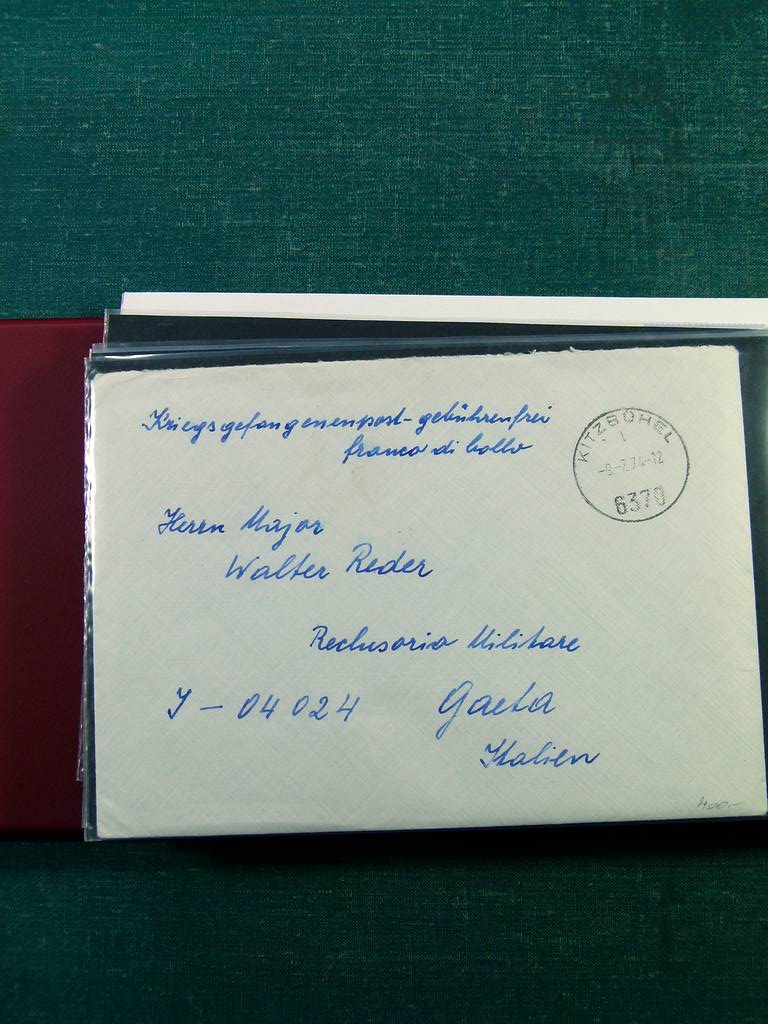 Kriegsgefangenenpost - gebührenfrei
franco di bollo
KITZBÜHEL
1
-8.-7.74-12
6370
Herrn Major
Walter Reder
Reclusorio Militare
I - 04024 Gaeta
Italien
400,-